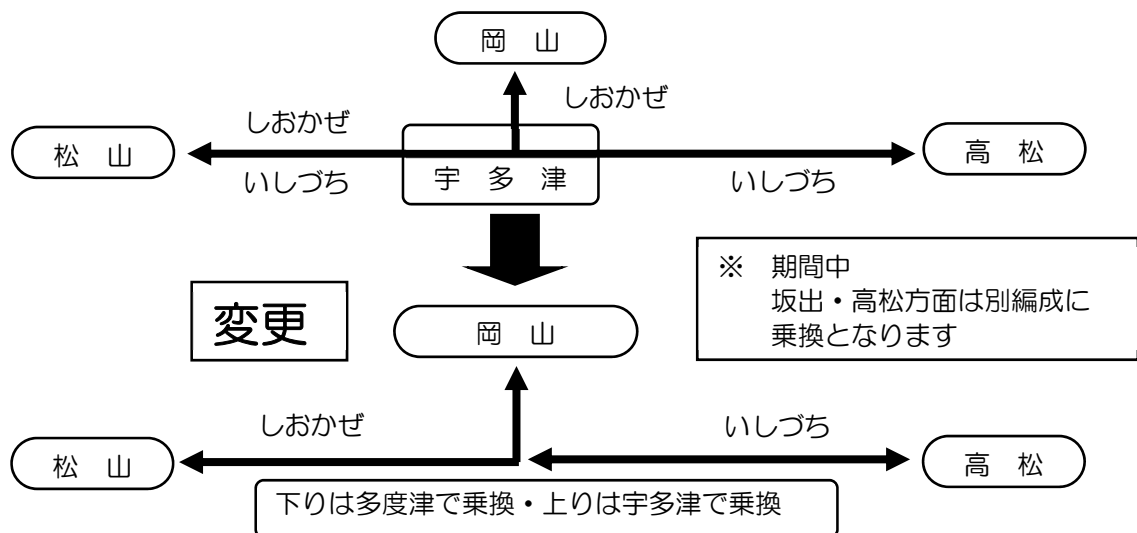 岡　山
しおかぜ
しおかぜ
松　山
宇　多　津
高　松
いしづち
いしづち
※　期間中
坂出・高松方面は別編成に
乗換となります
変更
岡　山
しおかぜ
いしづち
松　山
高　松
下りは多度津で乗換・上りは宇多津で乗換